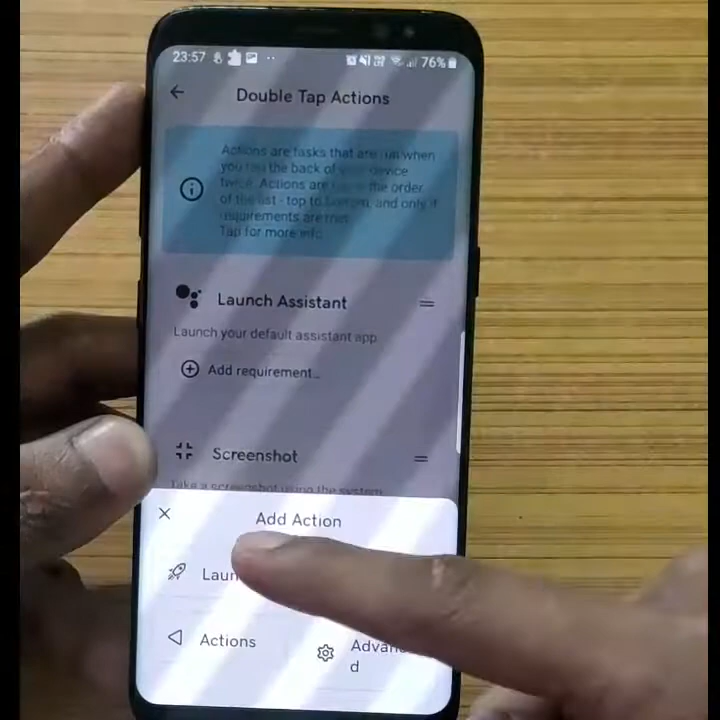 23:57 76%
Double Tap Actions
Actions are tasks that are run when
you tap the back of your device
twice. Actions are run in the order
of the list - top to bottom, and only if
requirements are met.
Tap for more info.
Launch Assistant
Launch your default assistant app
Add requirement...
Screenshot
Take a screenshot using the system
Add Action
Laun
Actions
Advan
d